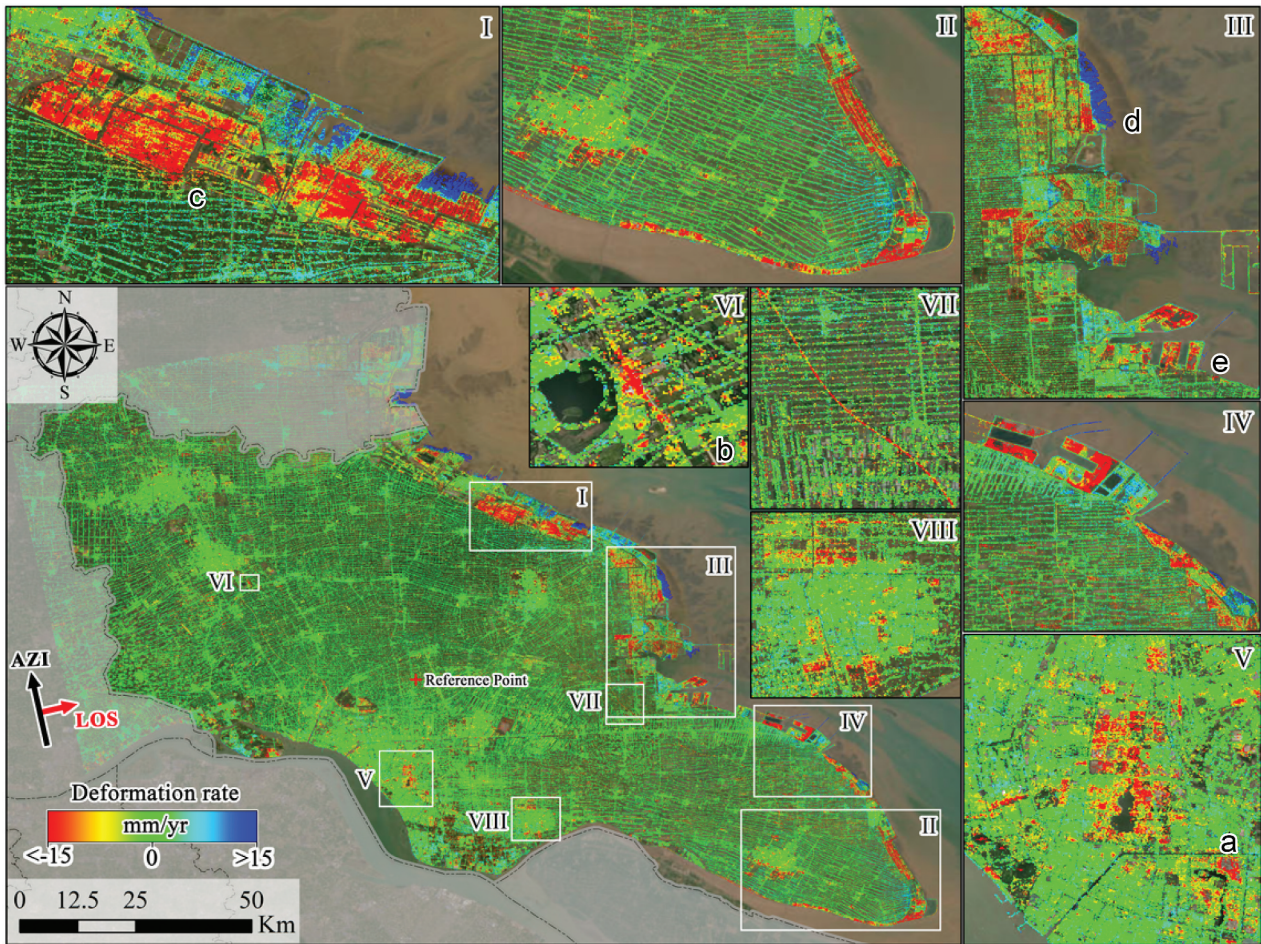 I
II
III
c
d
e
N
W E
S
VI
b
VII
IV
VIII
V
a
I
III
VI
Reference Point
VII
IV
V
VIII
II
AZI
LOS
Deformation rate
mm/yr
<-15 0 >15
0 12.5 25 50
Km